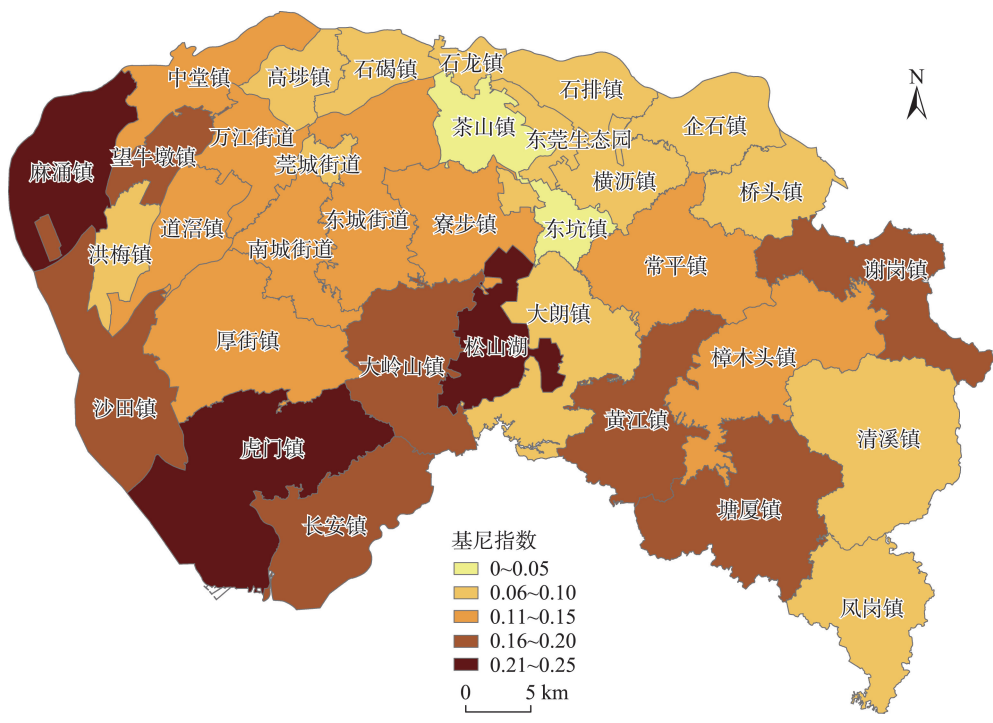 中堂镇
高埗镇
石碣镇
石龙镇
石排镇
N
茶山镇
东莞生态园
企石镇
万江街道
望牛墩镇
莞城街道
麻涌镇
横沥镇
桥头镇
道滘镇
东城街道
寮步镇
东坑镇
洪梅镇
南城街道
常平镇
谢岗镇
大朗镇
厚街镇
松山湖
樟木头镇
大岭山镇
沙田镇
黄江镇
虎门镇
清溪镇
塘厦镇
长安镇
凤岗镇
基尼指数
0~0.05
0.06~0.10
0.11~0.15
0.16~0.20
0.21~0.25
0 5 km